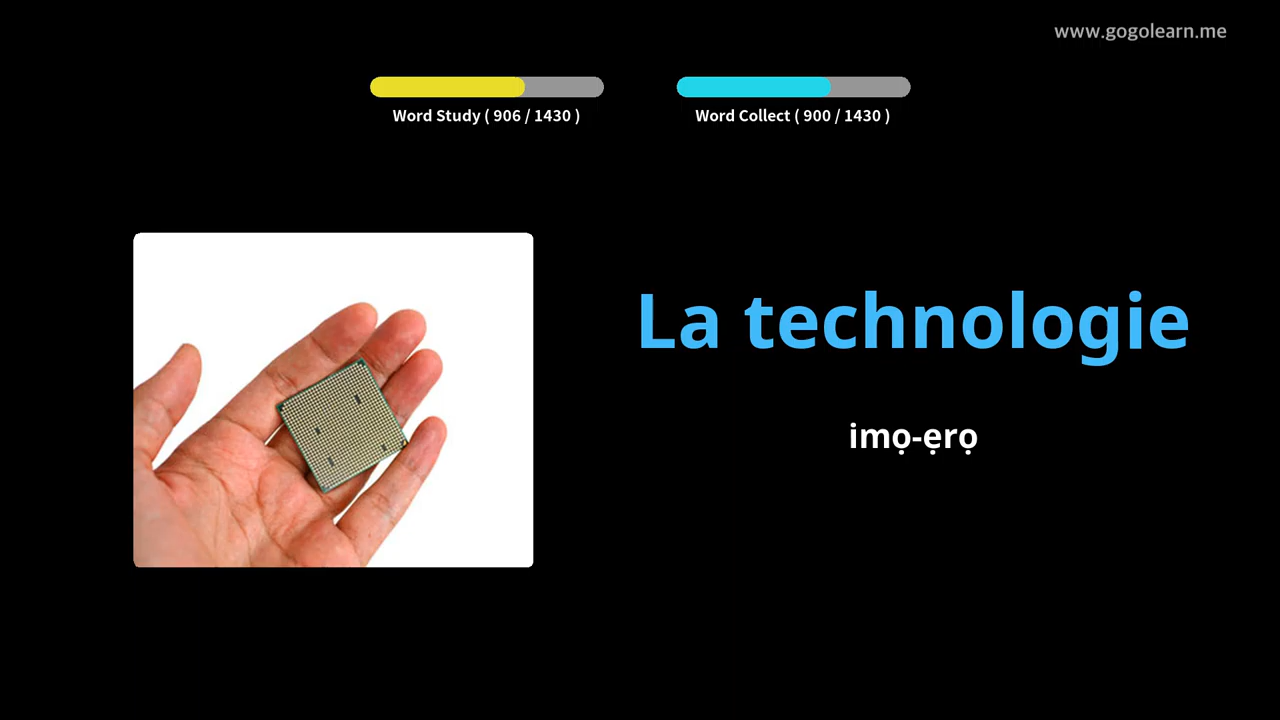 www.gogolearn.me
Word Study ( 906 / 1430 )
Word Collect ( 900 / 1430 )
La technologie
imọ-ẹrọ